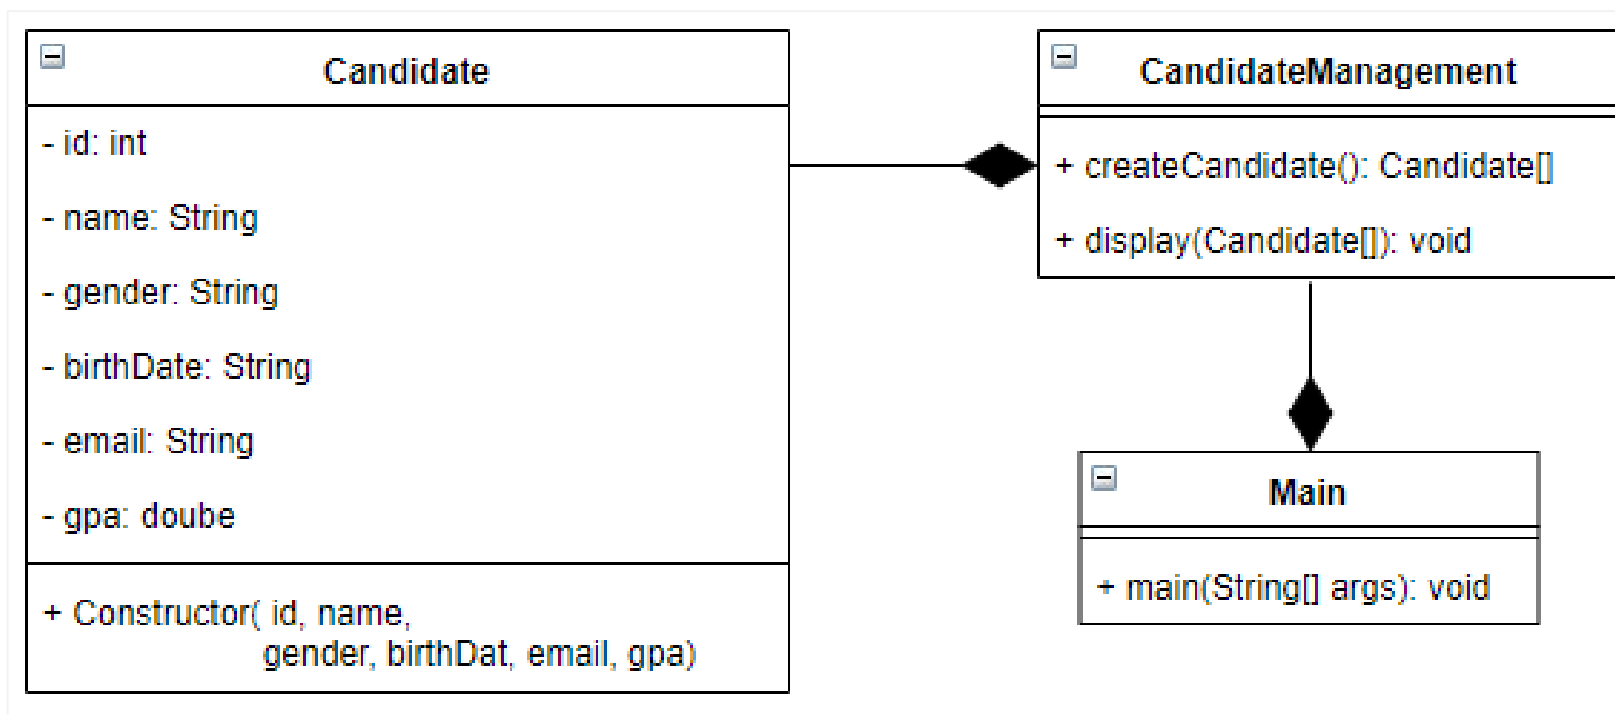 Candidate
- id: int
- name: String
- gender: String
- birthDate: String
- email: String
- gpa: doube
+ Constructor( id, name,
gender, birthDat, email, gpa)
CandidateManagement
+ createCandidate(): Candidate[]
+ display(Candidate[]): void
Main
+ main(String[] args): void